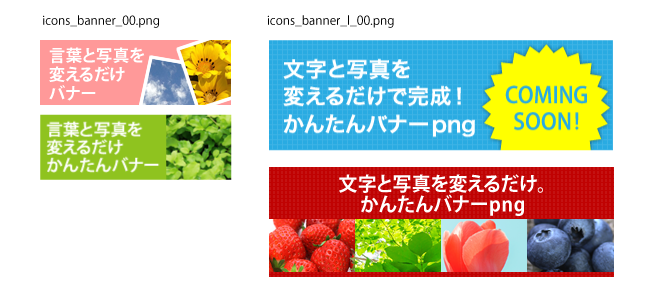 icons_banner_00.png
言葉と写真を
変えるだけ
バナー
言葉と写真を
変えるだけ
かんたんバナー
icons_banner_l_00.png
文字と写真を
変えるだけで完成！
かんたんバナーpng
COMING
SOON!
文字と写真を変えるだけ。
かんたんバナーpng